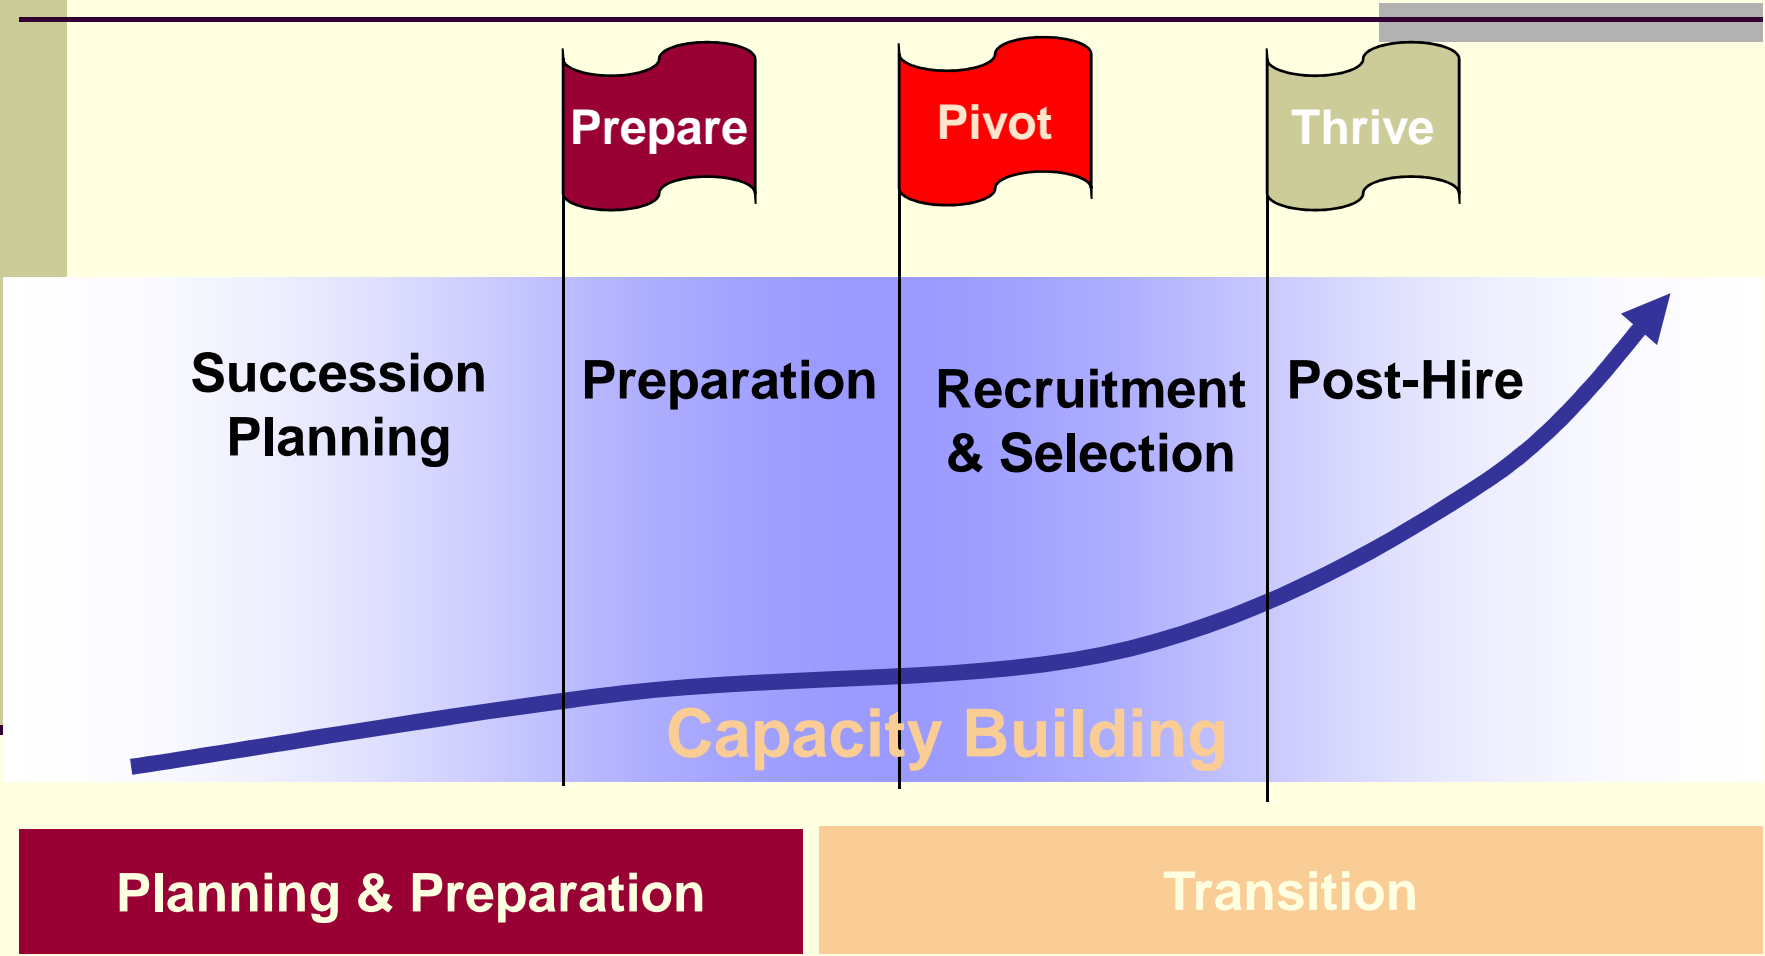 Prepare
Pivot
Thrive
Succession
Planning
Preparation
Recruitment
& Selection
Post-Hire
Capacity Building
Planning & Preparation
Transition